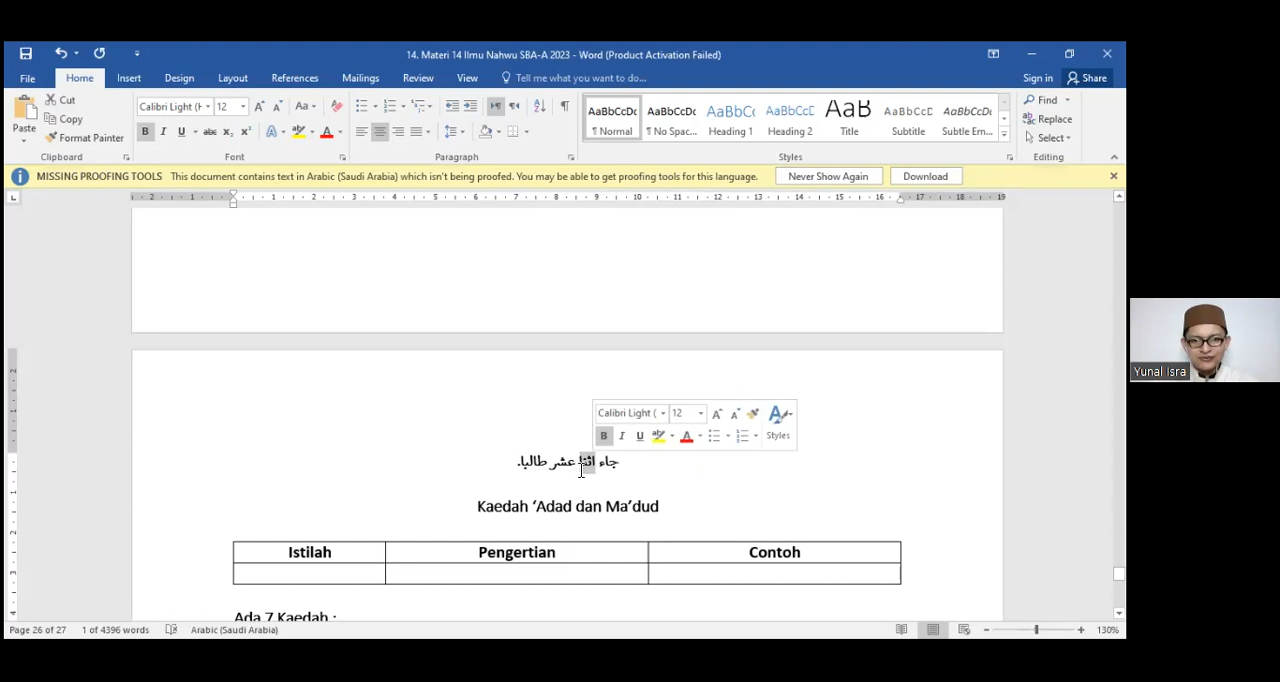 14. Materi 14 Ilmu Nahwu SBA-A 2023 - Word (Product Activation Failed)
File Home Insert Design Layout References Mailings Review View Tell me what you want to do... Sign in Share
Paste
Cut
Copy
Format Painter
Clipboard
Calibri Light (H 12
Font
Paragraph
AaBbCcDc AaBbCcDc AaBbCc AaBbCcD AaB AaBbCcD AaBbCcD
¶ Normal ¶ No Spac... Heading 1 Heading 2 Title Subtitle Subtle Em...
Styles
Find
Replace
Select
Editing
MISSING PROOFING TOOLS This document contains text in Arabic (Saudi Arabia) which isn't being proofed. You may be able to get proofing tools for this language. Never Show Again Download
Calibri Light ( 12
Styles
جاء اثنا عشر طالبا.
Kaedah ‘Adad dan Ma’dud
Istilah Pengertian Contoh
Ada 7 Kaedah :
Page 26 of 27 1 of 4396 words Arabic (Saudi Arabia) 130%
Yunal Isra